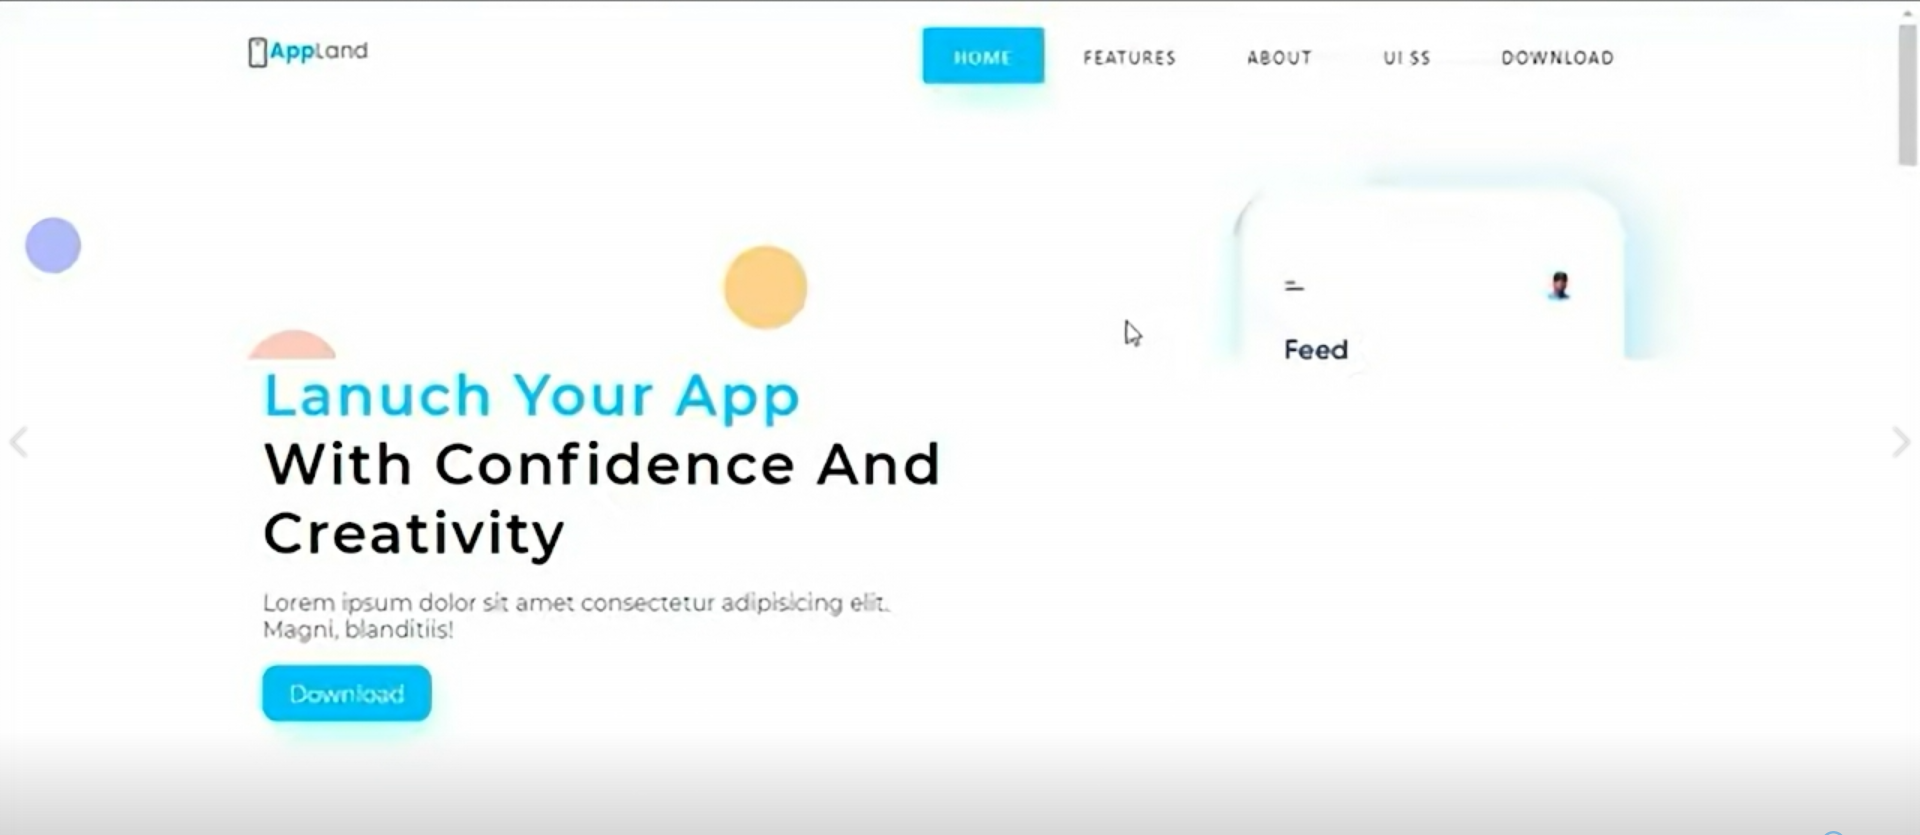 AppLand
HOME FEATURES ABOUT UI SS DOWNLOAD
Feed
Lanuch Your App
With Confidence And
Creativity
Lorem ipsum dolor sit amet consectetur adipisicing elit.
Magni, blanditiis!
Download